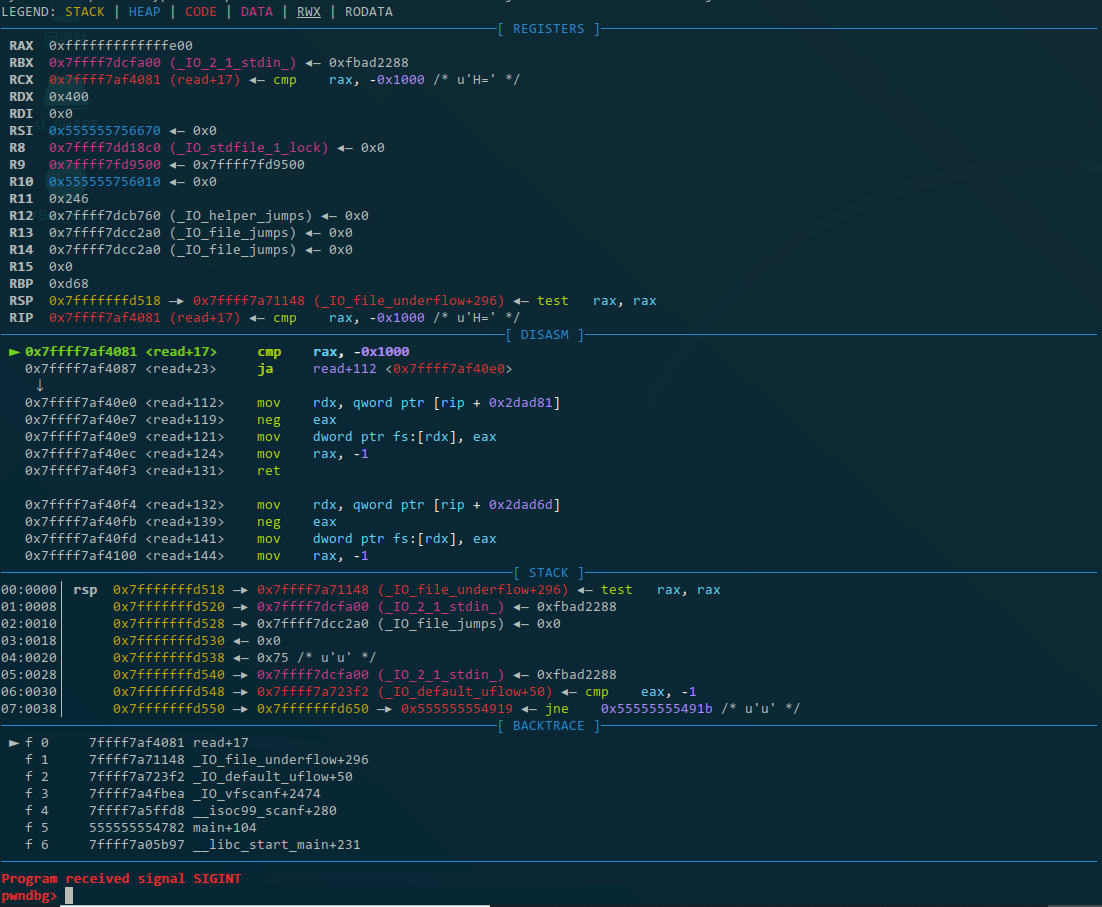 LEGEND: STACK | HEAP | CODE | DATA | RWX | RODATA
[ REGISTERS ]
RAX  0xfffffffffffffe00
RBX  0x7ffff7dcfa00 (_IO_2_1_stdin_) ◂— 0xfbad2288
RCX  0x7ffff7af4081 (read+17) ◂— cmp    rax, -0x1000 /* u'H=' */
RDX  0x400
RDI  0x0
RSI  0x555555756670 ◂— 0x0
R8   0x7ffff7dd18c0 (_IO_stdfile_1_lock) ◂— 0x0
R9   0x7ffff7fd9500 ◂— 0x7ffff7fd9500
R10  0x555555756010 ◂— 0x0
R11  0x246
R12  0x7ffff7dcb760 (_IO_helper_jumps) ◂— 0x0
R13  0x7ffff7dcc2a0 (_IO_file_jumps) ◂— 0x0
R14  0x7ffff7dcc2a0 (_IO_file_jumps) ◂— 0x0
R15  0x0
RBP  0xd68
RSP  0x7fffffffd518 —▸ 0x7ffff7a71148 (_IO_file_underflow+296) ◂— test   rax, rax
RIP  0x7ffff7af4081 (read+17) ◂— cmp    rax, -0x1000 /* u'H=' */
[ DISASM ]
► 0x7ffff7af4081 <read+17>     cmp    rax, -0x1000
0x7ffff7af4087 <read+23>     ja     read+112 <0x7ffff7af40e0>
↓
0x7ffff7af40e0 <read+112>    mov    rdx, qword ptr [rip + 0x2dad81]
0x7ffff7af40e7 <read+119>    neg    eax
0x7ffff7af40e9 <read+121>    mov    dword ptr fs:[rdx], eax
0x7ffff7af40ec <read+124>    mov    rax, -1
0x7ffff7af40f3 <read+131>    ret
0x7ffff7af40f4 <read+132>    mov    rdx, qword ptr [rip + 0x2dad6d]
0x7ffff7af40fb <read+139>    neg    eax
0x7ffff7af40fd <read+141>    mov    dword ptr fs:[rdx], eax
0x7ffff7af4100 <read+144>    mov    rax, -1
[ STACK ]
00:0000│ rsp  0x7fffffffd518 —▸ 0x7ffff7a71148 (_IO_file_underflow+296) ◂— test   rax, rax
01:0008│      0x7fffffffd520 —▸ 0x7ffff7dcfa00 (_IO_2_1_stdin_) ◂— 0xfbad2288
02:0010│      0x7fffffffd528 —▸ 0x7ffff7dcc2a0 (_IO_file_jumps) ◂— 0x0
03:0018│      0x7fffffffd530 ◂— 0x0
04:0020│      0x7fffffffd538 ◂— 0x75 /* u'u' */
05:0028│      0x7fffffffd540 —▸ 0x7ffff7dcfa00 (_IO_2_1_stdin_) ◂— 0xfbad2288
06:0030│      0x7fffffffd548 —▸ 0x7ffff7a723f2 (_IO_default_uflow+50) ◂— cmp    eax, -1
07:0038│      0x7fffffffd550 —▸ 0x7fffffffd650 —▸ 0x555555554919 ◂— jne    0x55555555491b /* u'u' */
[ BACKTRACE ]
► f 0     7ffff7af4081 read+17
f 1     7ffff7a71148 _IO_file_underflow+296
f 2     7ffff7a723f2 _IO_default_uflow+50
f 3     7ffff7a4fbea _IO_vfscanf+2474
f 4     7ffff7a5ffd8 __isoc99_scanf+280
f 5     555555554782 main+104
f 6     7ffff7a05b97 __libc_start_main+231
Program received signal SIGINT
pwndbg>